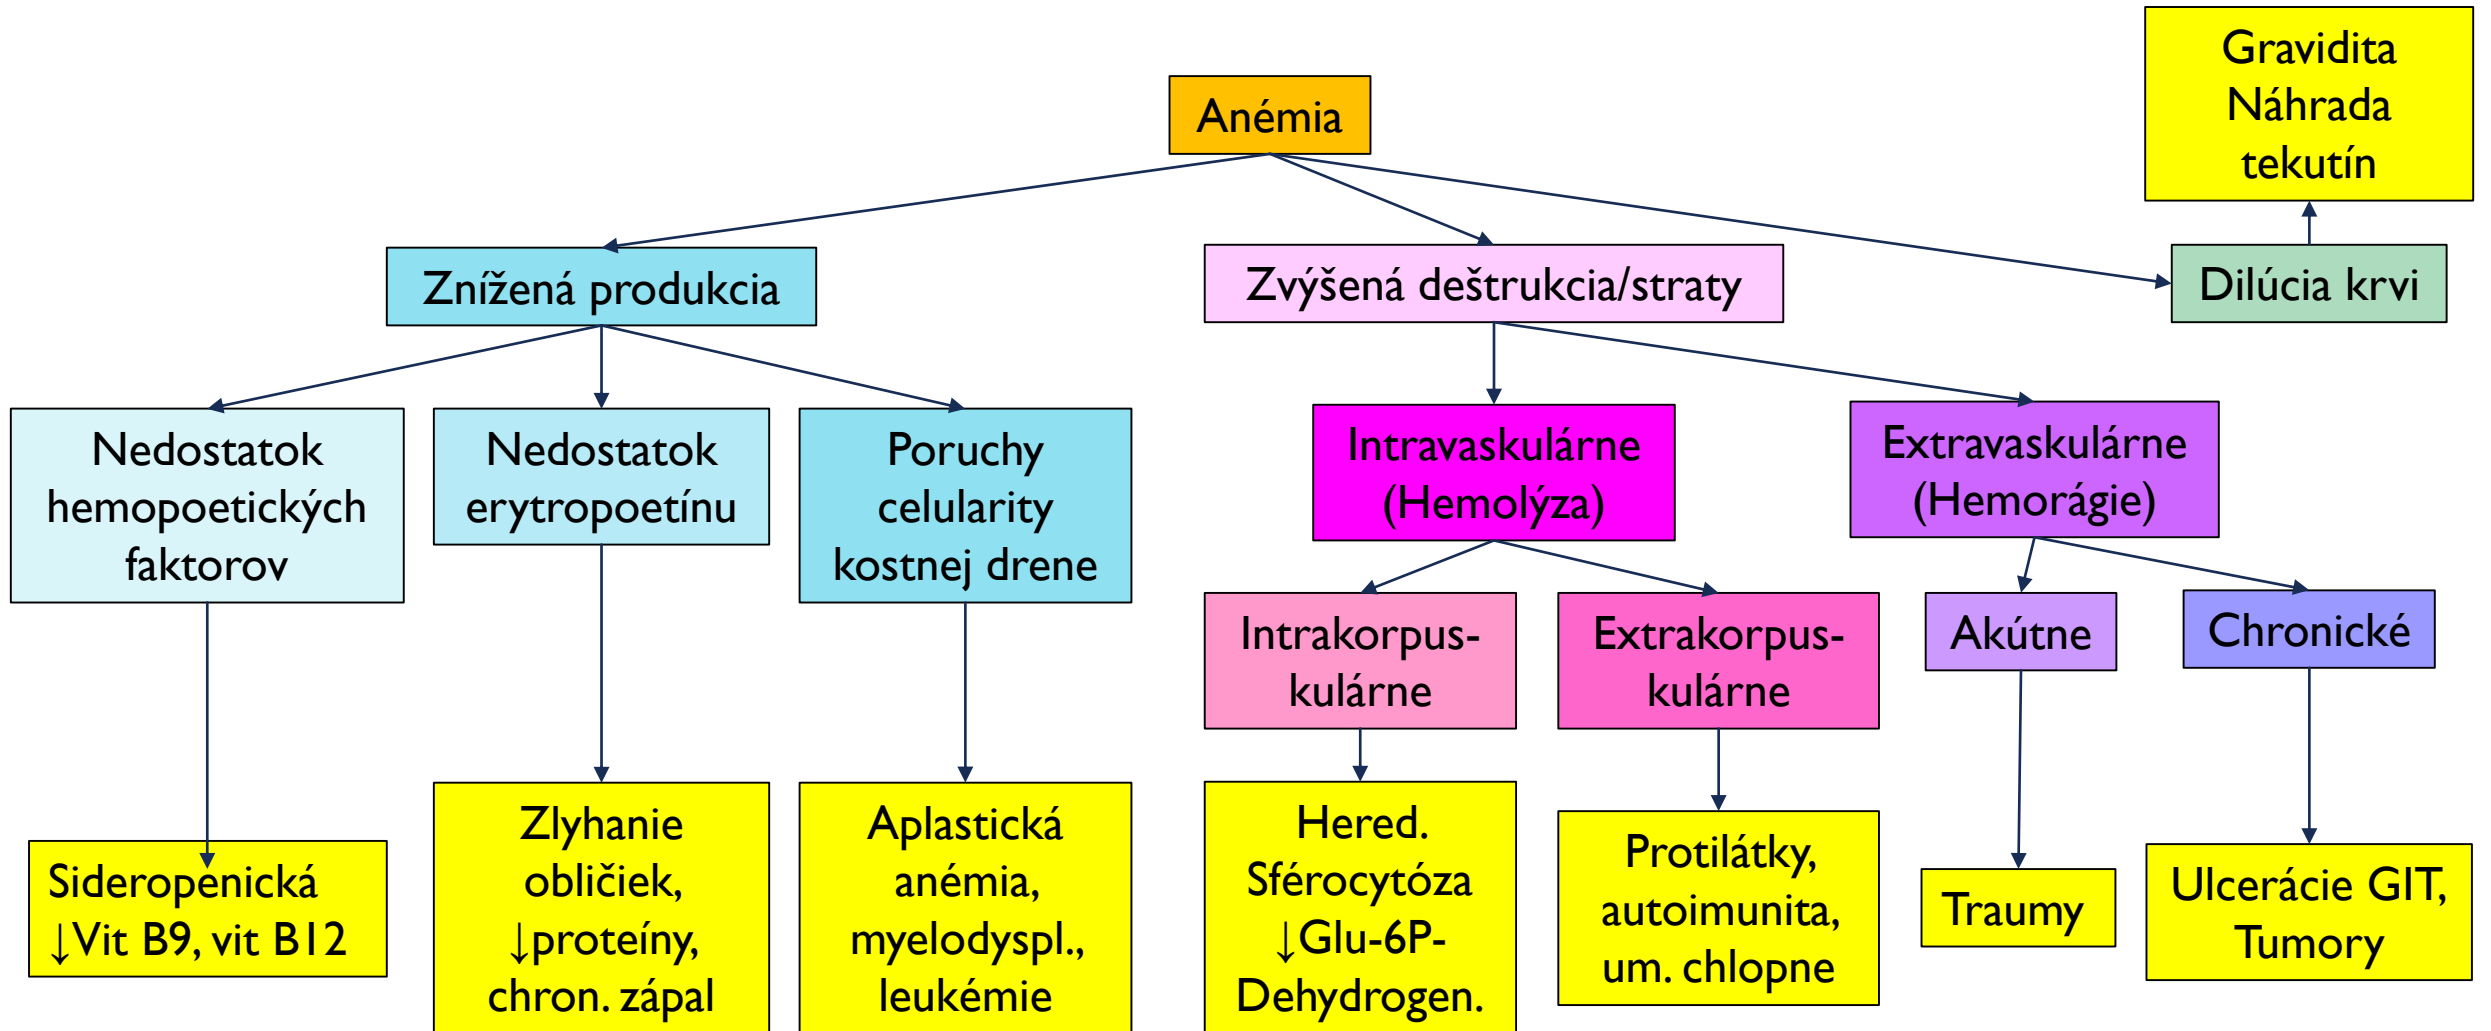 Gravidita
Náhrada
tekutín
Anémia
Znížená produkcia
Zvýšená deštrukcia/straty
Dilúcia krvi
Nedostatok
hemopoetických
faktorov
Nedostatok
erytropoetínu
Poruchy
celularity
kostnej drene
Intravaskulárne
(Hemolýza)
Extravaskulárne
(Hemorágie)
Intrakorpus-
kulárne
Extrakorpus-
kulárne
Akútne
Chronické
Sideropenická
↓Vit B9, vit B12
Zlyhanie
obličiek,
↓proteíny,
chron. zápal
Aplastická
anémia,
myelodyspl.,
leukémie
Hered.
Sférocytóza
↓Glu-6P-
Dehydrogen.
Protilátky,
autoimunita,
um. chlopne
Traumy
Ulcerácie GIT,
Tumory